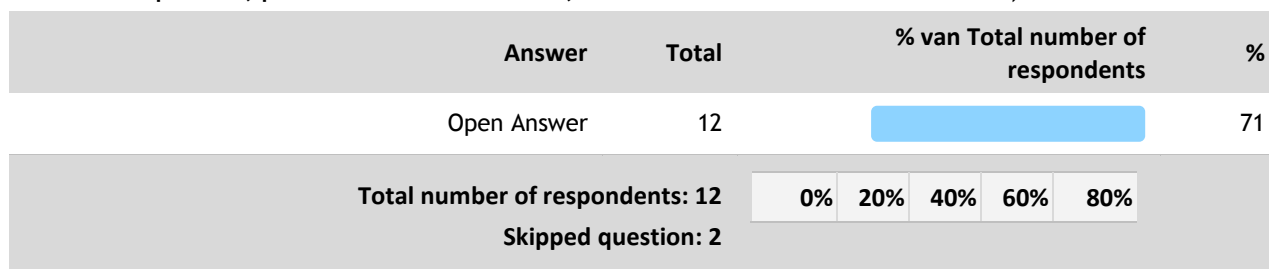 Answer Total % van Total number of respondents %
Open Answer 12 71
Total number of respondents: 12 0% 20% 40% 60% 80%
Skipped question: 2